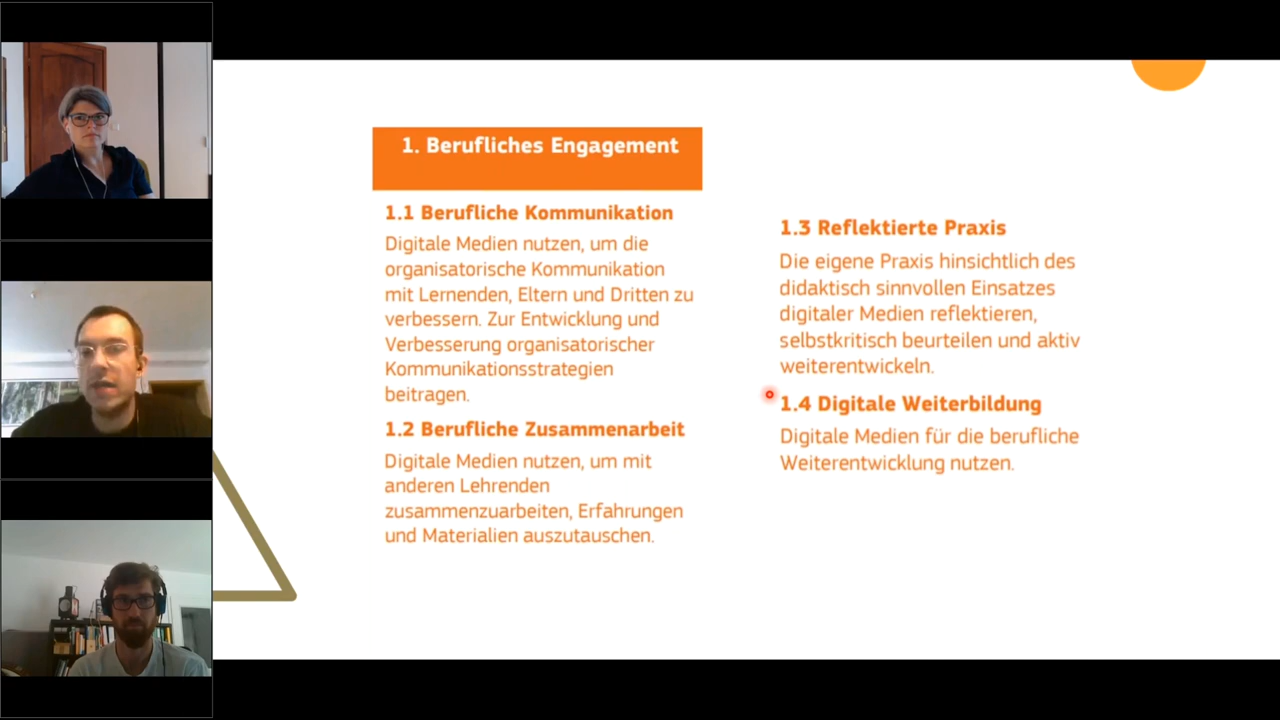 1. Berufliches Engagement
1.1 Berufliche Kommunikation
Digitale Medien nutzen, um die
organisatorische Kommunikation
mit Lernenden, Eltern und Dritten zu
verbessern. Zur Entwicklung und
Verbesserung organisatorischer
Kommunikationsstrategien
beitragen.
1.2 Berufliche Zusammenarbeit
Digitale Medien nutzen, um mit
anderen Lehrenden
zusammenzuarbeiten, Erfahrungen
und Materialien auszutauschen.
1.3 Reflektierte Praxis
Die eigene Praxis hinsichtlich des
didaktisch sinnvollen Einsatzes
digitaler Medien reflektieren,
selbstkritisch beurteilen und aktiv
weiterentwickeln.
1.4 Digitale Weiterbildung
Digitale Medien für die berufliche
Weiterentwicklung nutzen.